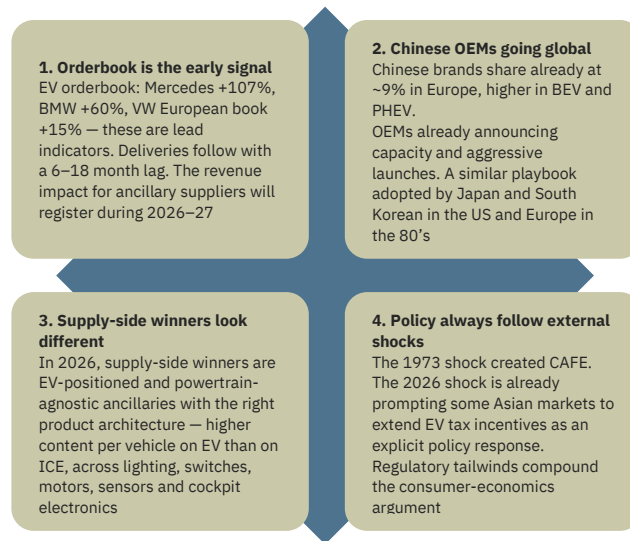 1. Orderbook is the early signal
EV orderbook: Mercedes +107%,
BMW +60%, VW European book
+15% — these are lead
indicators. Deliveries follow with
a 6–18 month lag. The revenue
impact for ancillary suppliers will
register during 2026–27
2. Chinese OEMs going global
Chinese brands share already at
~9% in Europe, higher in BEV and
PHEV.
OEMs already announcing
capacity and aggressive
launches. A similar playbook
adopted by Japan and South
Korean in the US and Europe in
the 80’s
3. Supply-side winners look
different
In 2026, supply-side winners are
EV-positioned and powertrain-
agnostic ancillaries with the right
product architecture — higher
content per vehicle on EV than on
ICE, across lighting, switches,
motors, sensors and cockpit
electronics
4. Policy always follow external
shocks
The 1973 shock created CAFE.
The 2026 shock is already
prompting some Asian markets to
extend EV tax incentives as an
explicit policy response.
Regulatory tailwinds compound
the consumer-economics
argument